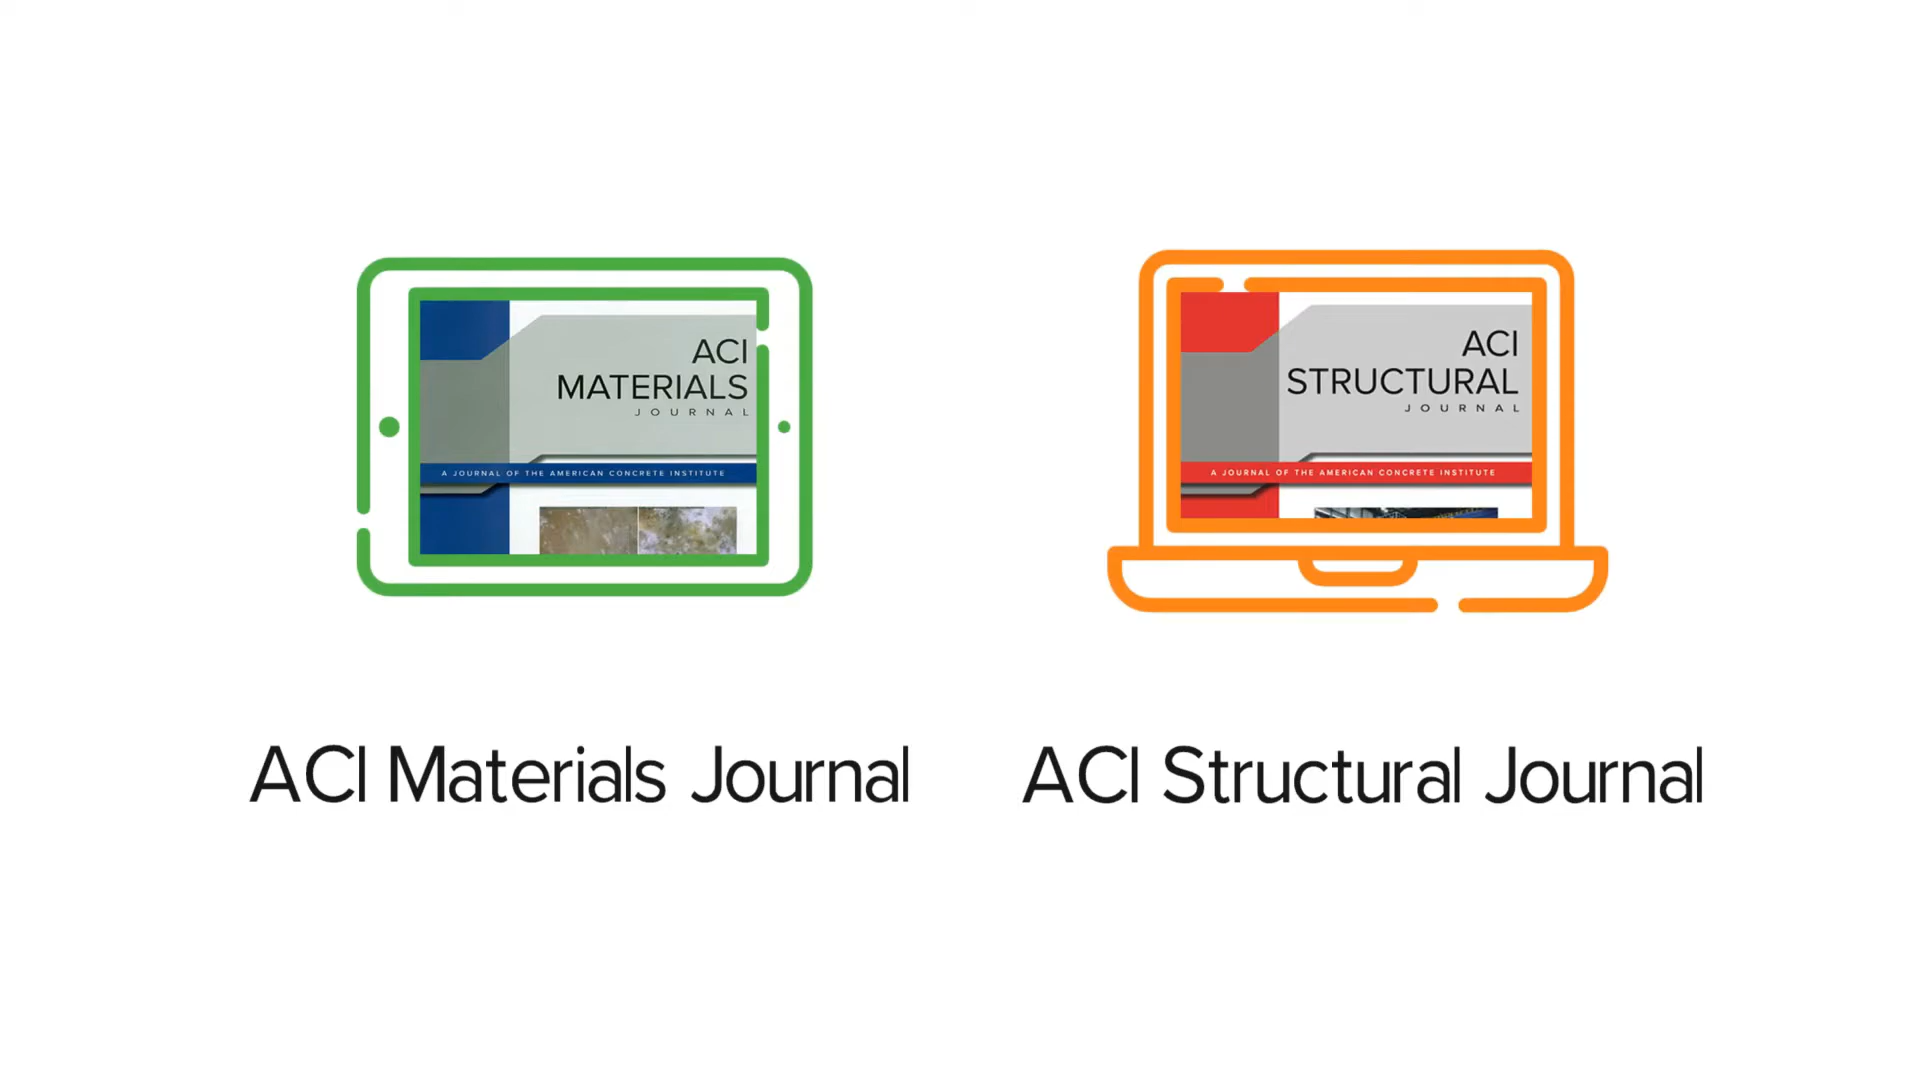 ACI
MATERIALS
JOURNAL
A JOURNAL OF THE AMERICAN CONCRETE INSTITUTE
ACI Materials Journal
ACI
STRUCTURAL
JOURNAL
A JOURNAL OF THE AMERICAN CONCRETE INSTITUTE
ACI Structural Journal